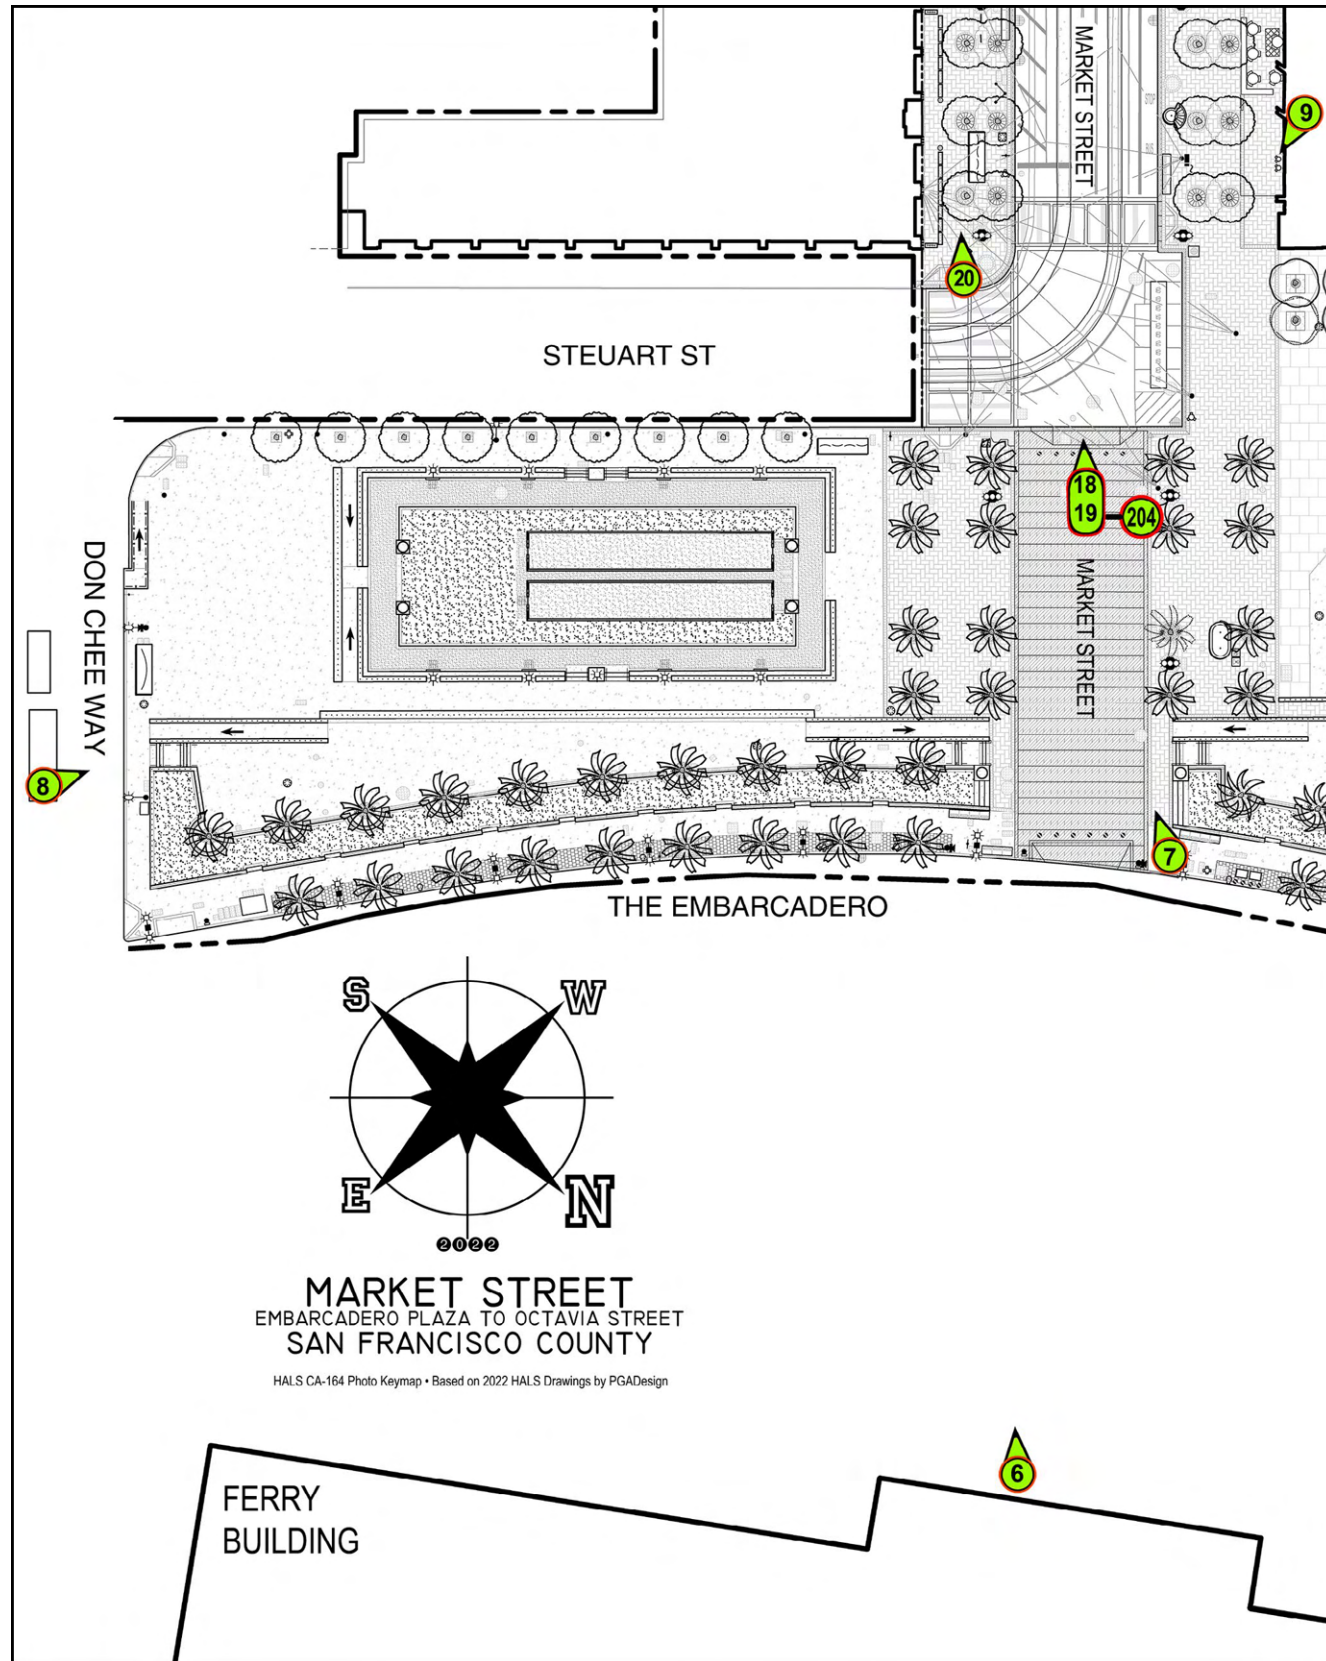 MARKET STREET
9
20
STEUART ST
18
19
204
DON CHEE WAY
MARKET STREET
8
7
THE EMBARCADERO
S
W
E
N
2022
MARKET STREET
EMBARCADERO PLAZA TO OCTAVIA STREET
SAN FRANCISCO COUNTY
HALS CA-164 Photo Keymap • Based on 2022 HALS Drawings by PGADesign
6
FERRY
BUILDING